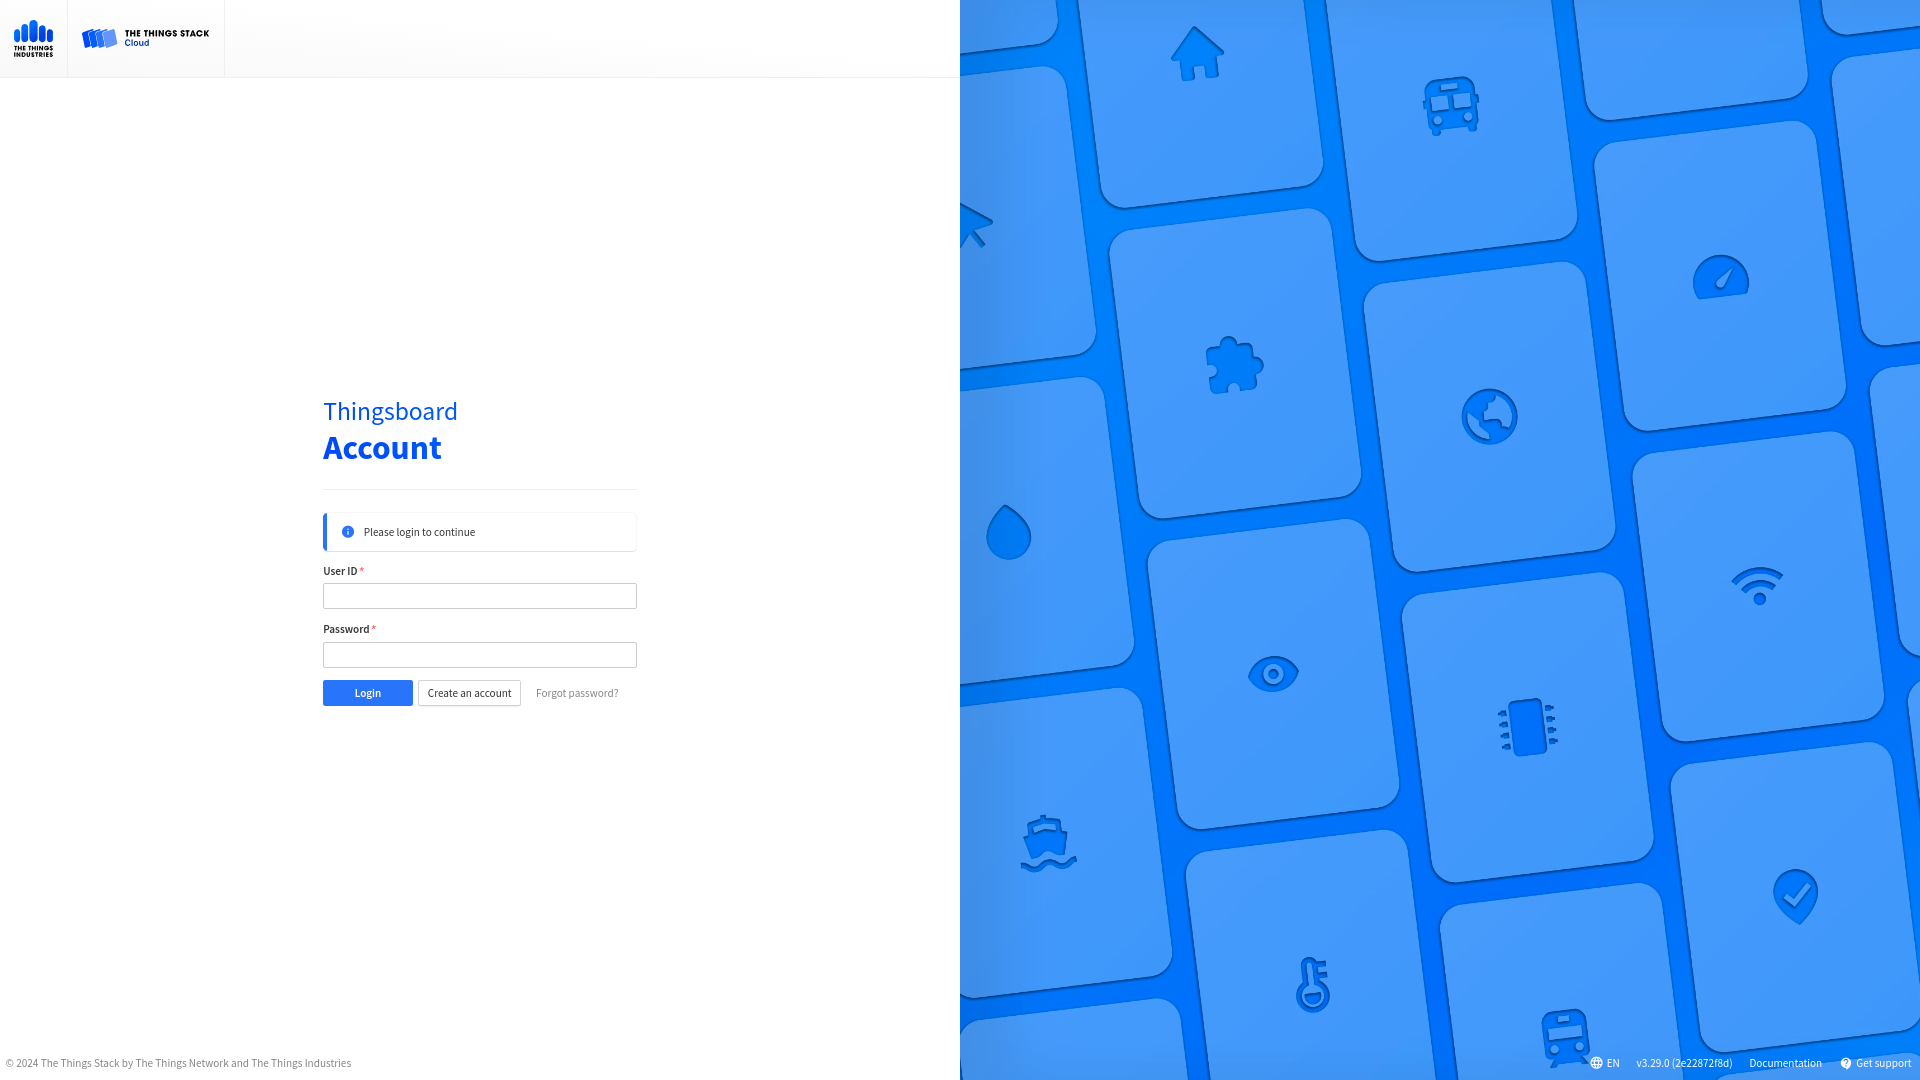 THE THINGS
INDUSTRIES
THE THINGS STACK
Cloud
Thingsboard
Account
Please login to continue
User ID *
Password *
Login
Create an account
Forgot password?
© 2024 The Things Stack by The Things Network and The Things Industries
EN
v3.29.0 (2e22872f8d)
Documentation
Get support